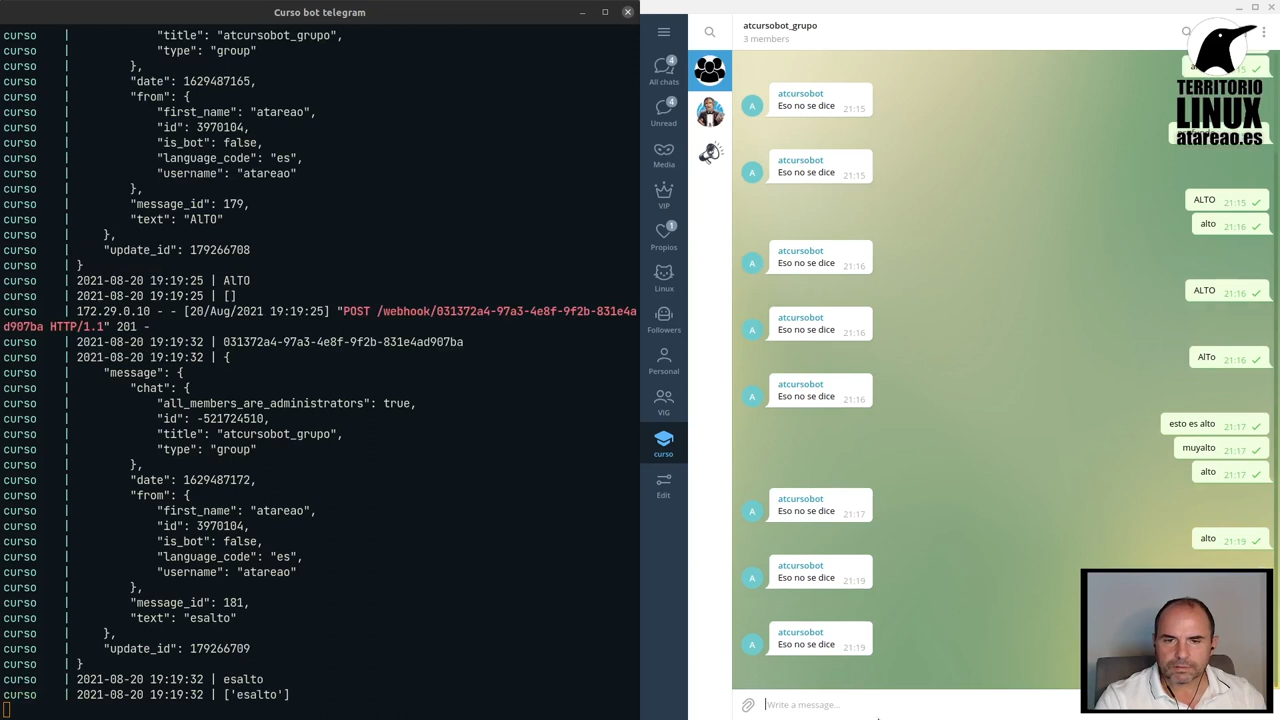 Curso bot telegram
curso | "title": "atcursobot_grupo",
curso | "type": "group"
curso | },
curso | "date": 1629487165,
curso | "from": {
curso | "first_name": "atareao",
curso | "id": 3970104,
curso | "is_bot": false,
curso | "language_code": "es",
curso | "username": "atareao"
curso | },
curso | "message_id": 179,
curso | "text": "AlTO"
curso | },
curso | "update_id": 179266708
curso | }
curso | 2021-08-20 19:19:25 | AlTO
curso | 2021-08-20 19:19:25 | []
curso | 172.29.0.10 - - [20/Aug/2021 19:19:25] "POST /webhook/031372a4-97a3-4e8f-9f2b-831e4a
d907ba HTTP/1.1" 201 -
curso | 2021-08-20 19:19:32 | 031372a4-97a3-4e8f-9f2b-831e4ad907ba
curso | 2021-08-20 19:19:32 | {
curso | "message": {
curso | "chat": {
curso | "all_members_are_administrators": true,
curso | "id": -521724510,
curso | "title": "atcursobot_grupo",
curso | "type": "group"
curso | },
curso | "date": 1629487172,
curso | "from": {
curso | "first_name": "atareao",
curso | "id": 3970104,
curso | "is_bot": false,
curso | "language_code": "es",
curso | "username": "atareao"
curso | },
curso | "message_id": 181,
curso | "text": "esalto"
curso | },
curso | "update_id": 179266709
curso | }
curso | 2021-08-20 19:19:32 | esalto
curso | 2021-08-20 19:19:32 | ['esalto']
4
All chats
4
Unread
Media
VIP
1
Propios
Linux
Followers
Personal
VIG
curso
Edit
atcursobot_grupo
3 members
TERRITORIO
LINUX
atareao.es
atcursobot
Eso no se dice 21:15
atcursobot
Eso no se dice 21:15
ALTO 21:15
alto 21:16
atcursobot
Eso no se dice 21:16
ALTO 21:16
atcursobot
Eso no se dice 21:16
AlTo 21:16
atcursobot
Eso no se dice 21:16
esto es alto 21:17
muyalto 21:17
alto 21:17
atcursobot
Eso no se dice 21:17
alto 21:19
atcursobot
Eso no se dice 21:19
atcursobot
Eso no se dice 21:19
Write a message...